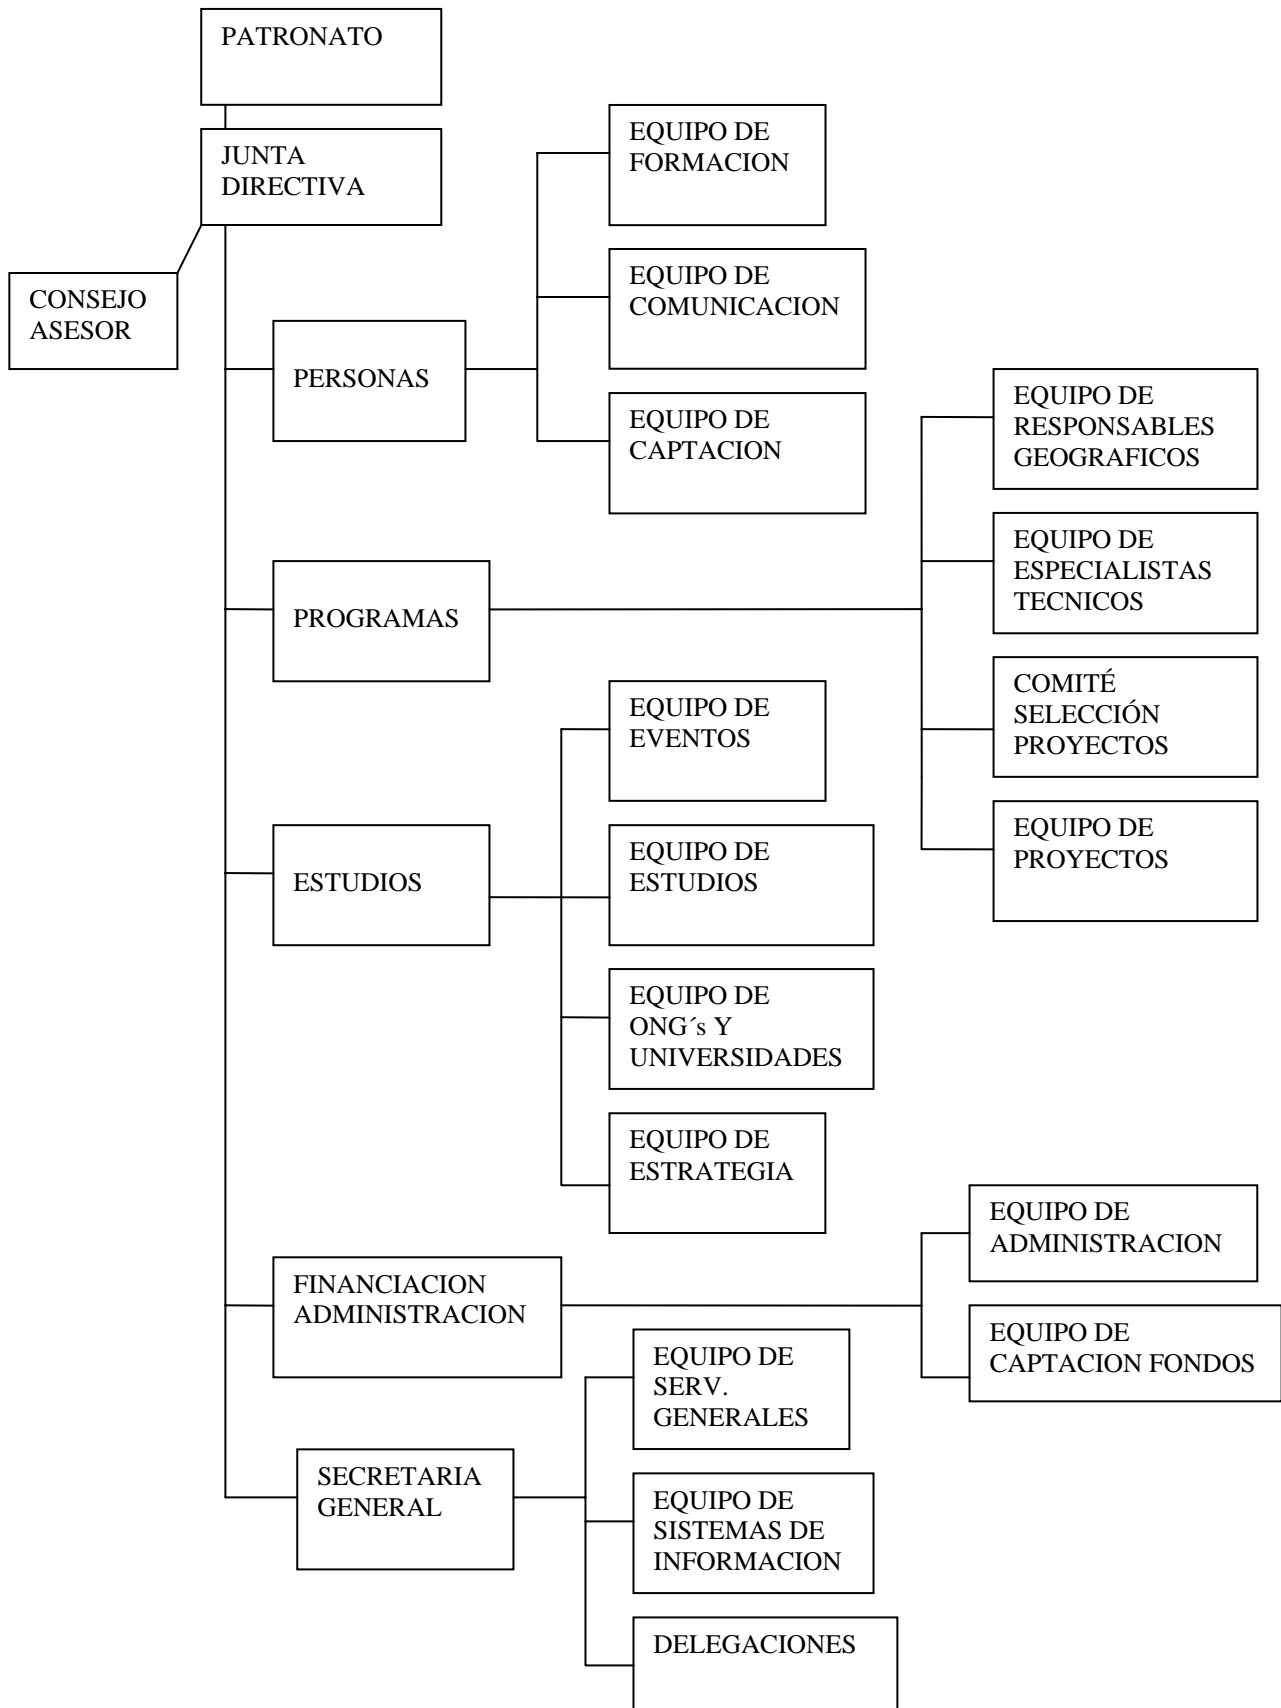 PATRONATO
JUNTA
DIRECTIVA
CONSEJO
ASESOR
PERSONAS
EQUIPO DE
FORMACION
EQUIPO DE
COMUNICACION
EQUIPO DE
CAPTACION
PROGRAMAS
EQUIPO DE
RESPONSABLES
GEOGRAFICOS
EQUIPO DE
ESPECIALISTAS
TECNICOS
COMITÉ
SELECCIÓN
PROYECTOS
EQUIPO DE
PROYECTOS
ESTUDIOS
EQUIPO DE
EVENTOS
EQUIPO DE
ESTUDIOS
EQUIPO DE
ONG´s Y
UNIVERSIDADES
EQUIPO DE
ESTRATEGIA
FINANCIACION
ADMINISTRACION
EQUIPO DE
ADMINISTRACION
EQUIPO DE
CAPTACION FONDOS
SECRETARIA
GENERAL
EQUIPO DE
SERV.
GENERALES
EQUIPO DE
SISTEMAS DE
INFORMACION
DELEGACIONES